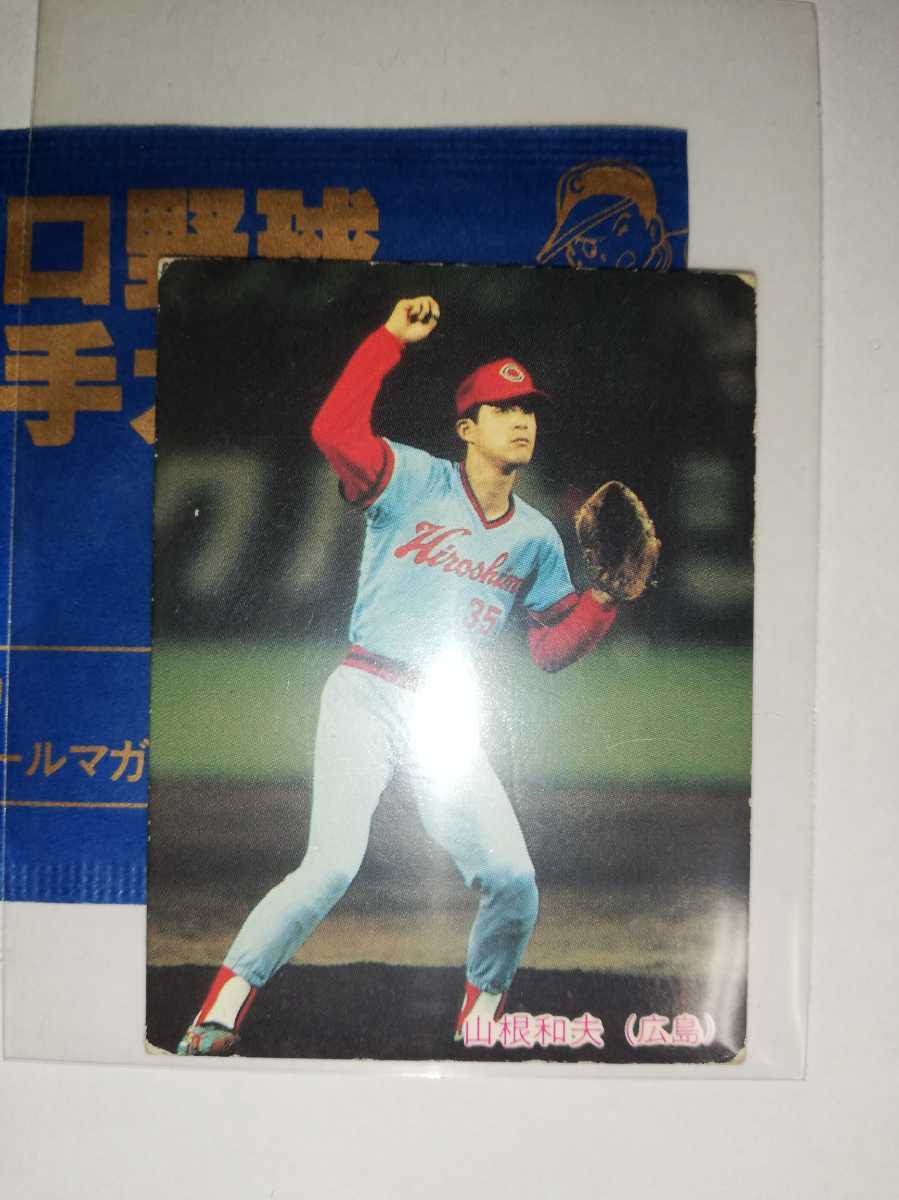 ロ野球
手
C
Hiroshima
35
ールマガ
山根和夫（広島）